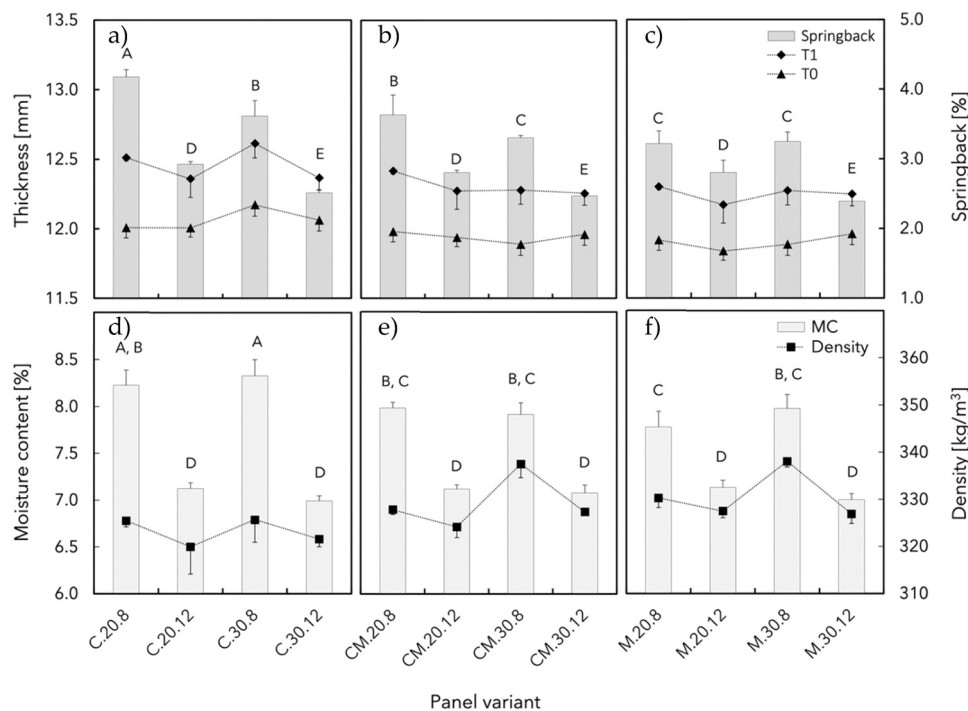 13.5
13.0
12.5
12.0
11.5
Thickness [mm]
a)
A
D
B
E
b)
B
D
C
E
c)
C
D
C
E
Springback
T1
T0
5.0
4.0
3.0
2.0
1.0
Springback [%]
8.5
8.0
7.5
7.0
6.5
6.0
Moisture content [%]
d)
A, B
D
A
D
e)
B, C
D
B, C
D
f)
C
D
B, C
D
MC
Density
360
350
340
330
320
310
Density [kg/m³]
C.20.8
C.20.12
C.30.8
C.30.12
CM.20.8
CM.20.12
CM.30.8
CM.30.12
M.20.8
M.20.12
M.30.8
M.30.12
Panel variant